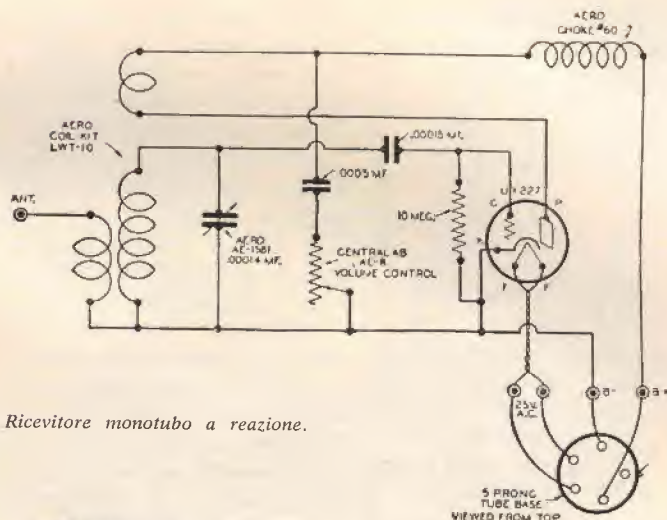 AERO
CHOKE #60
AERO
COIL KIT
LWT-10
.00015 MF.
ANT.
.0005 MF.
UY 227
G
P
10 MEG.
AERO
AE-1581
.00014 MF.
CENTRALAB
AC-8
VOLUME CONTROL
F
F
2.5 V.
A.C.
B-
B+
Ricevitore monotubo a reazione.
5 PRONG
TUBE BASE
VIEWED FROM TOP